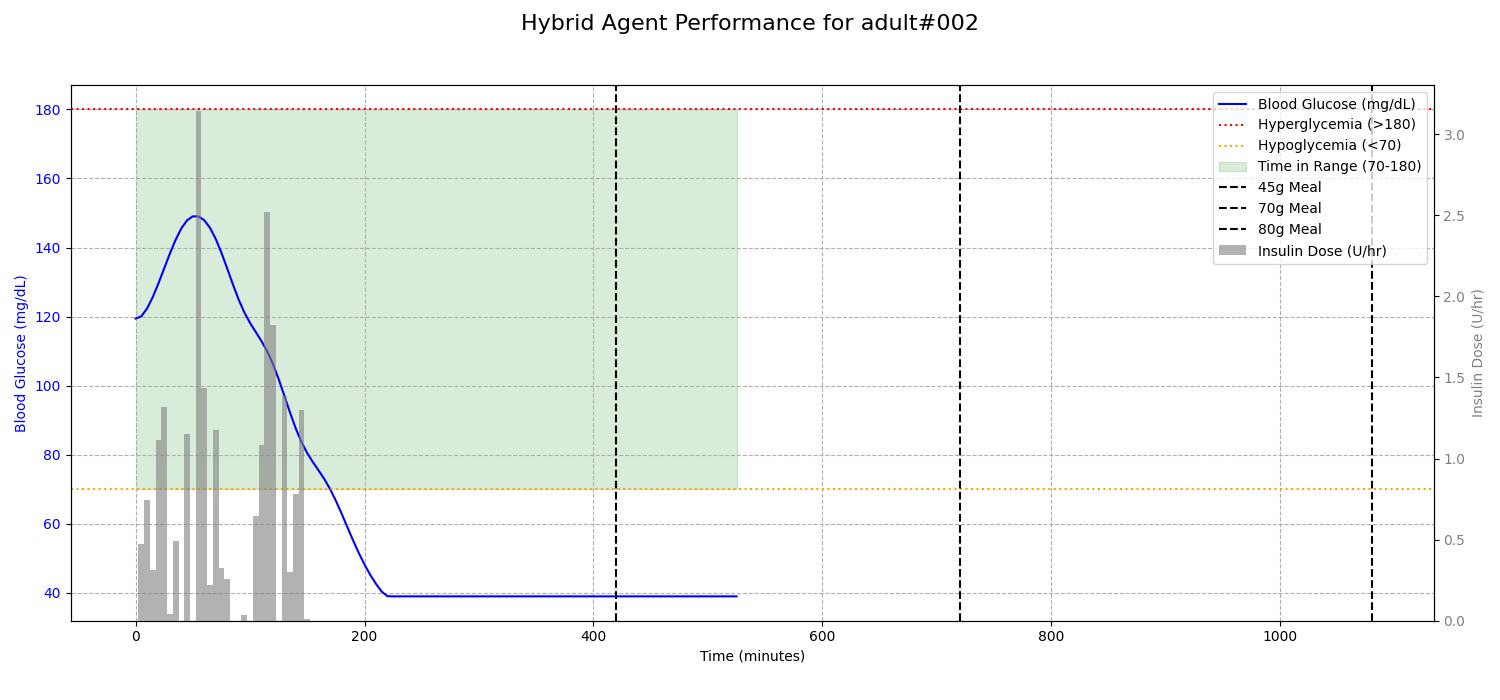 Hybrid Agent Performance for adult#002
180
160
140
120
100
80
60
40
Blood Glucose (mg/dL)
0
200
400
600
800
1000
Time (minutes)
3.0
2.5
2.0
1.5
1.0
0.5
0.0
Insulin Dose (U/hr)
Blood Glucose (mg/dL)
Hyperglycemia (>180)
Hypoglycemia (<70)
Time in Range (70-180)
45g Meal
70g Meal
80g Meal
Insulin Dose (U/hr)